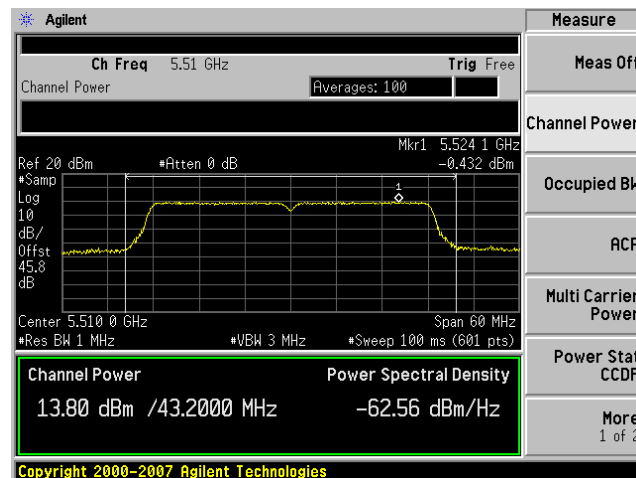 Agilent
Measure
Ch Freq 5.51 GHz Trig Free
Channel Power Averages: 100
Mkr1 5.524 1 GHz
Ref 20 dBm #Atten 0 dB -0.432 dBm
#Samp
Log
10
dB/
Offst
45.8
dB
1
Center 5.510 0 GHz Span 60 MHz
#Res BW 1 MHz #VBW 3 MHz #Sweep 100 ms (601 pts)
Channel Power Power Spectral Density
13.80 dBm /43.2000 MHz -62.56 dBm/Hz
Copyright 2000-2007 Agilent Technologies
Meas Off
Channel Power
Occupied
ACP
Multi Carrier
Power
Power Stat
CCDF
More
1 of 2